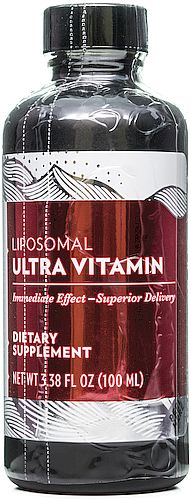 LIPOSOMAL
ULTRA VITAMIN
Immediate Effect – Superior Delivery
DIETARY
SUPPLEMENT
NET WT 3.38 FL OZ (100 ML)